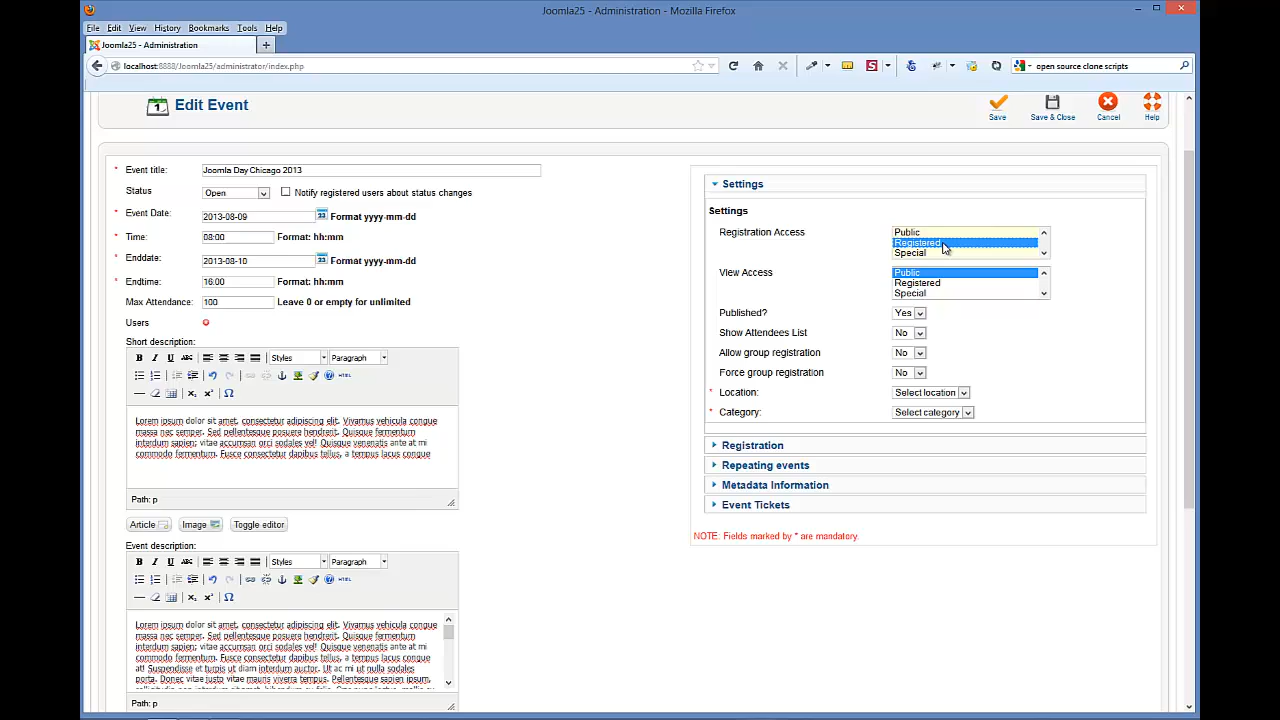 Joomla25 - Administration - Mozilla Firefox
File Edit View History Bookmarks Tools Help
Joomla25 - Administration
localhost:8888/Joomla25/administrator/index.php
open source clone scripts
Edit Event
Save
Save & Close
Cancel
Help
* Event title: Joomla Day Chicago 2013
Status Open Notify registered users about status changes
* Event Date: 2013-08-09 Format yyyy-mm-dd
* Time: 08:00 Format: hh:mm
* Enddate: 2013-08-10 Format yyyy-mm-dd
* Endtime: 16:00 Format: hh:mm
Max Attendance: 100 Leave 0 or empty for unlimited
Users
Short description:
B I U ABC Styles Paragraph
HTML
Lorem ipsum dolor sit amet, consectetur adipiscing elit. Vivamus vehicula congue
massa nec semper. Sed pellentesque posuere hendrerit. Quisque fermentum
interdum sapien; vitae accumsan orci sodales vel! Quisque venenatis ante at mi
commodo fermentum. Fusce consectetur dapibus tellus, a tempus lacus congue
Path: p
Article Image Toggle editor
Event description:
B I U ABC Styles Paragraph
HTML
Lorem ipsum dolor sit amet, consectetur adipiscing elit. Vivamus vehicula congue
massa nec semper. Sed pellentesque posuere hendrerit. Quisque fermentum
interdum sapien; vitae accumsan orci sodales vel! Quisque venenatis ante at mi
commodo fermentum. Fusce consectetur dapibus tellus, a tempus lacus congue
at! Suspendisse et turpis ut diam interdum auctor. Ut ac mi ut nulla sodales
porta. Donec vitae justo vitae mauris viverra tempus. Pellentesque sapien ipsum,
Path: p
Settings
Settings
Registration Access
Public
Registered
Special
View Access
Public
Registered
Special
Published? Yes
Show Attendees List No
Allow group registration No
Force group registration No
* Location: Select location
* Category: Select category
Registration
Repeating events
Metadata Information
Event Tickets
NOTE: Fields marked by * are mandatory.